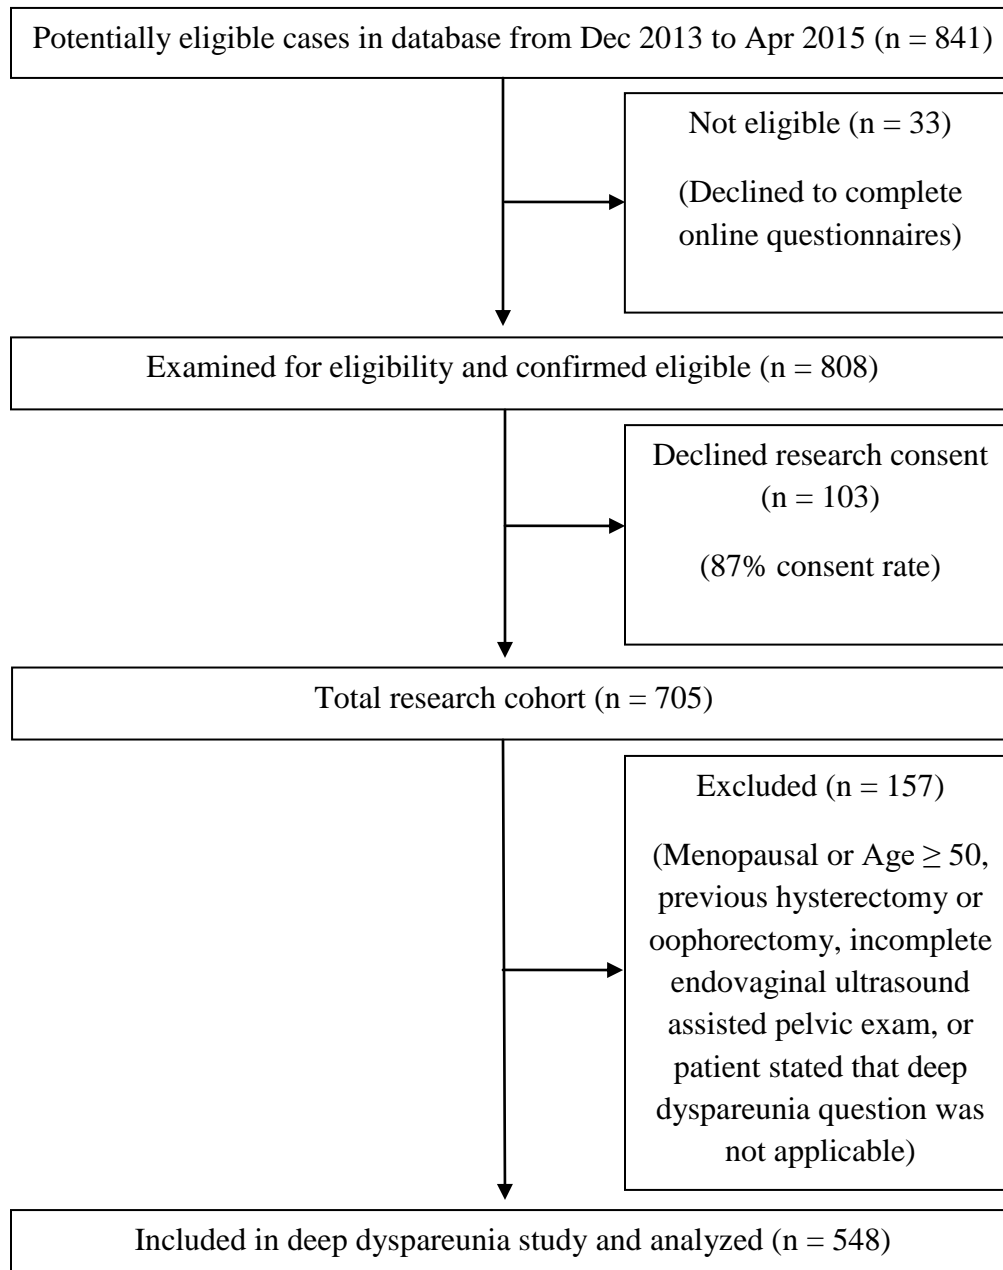 Potentially eligible cases in database from Dec 2013 to Apr 2015 (n = 841)
Not eligible (n = 33)
(Declined to complete
online questionnaires)
Examined for eligibility and confirmed eligible (n = 808)
Declined research consent
(n = 103)
(87% consent rate)
Total research cohort (n = 705)
Excluded (n = 157)
(Menopausal or Age ≥ 50,
previous hysterectomy or
oophorectomy, incomplete
endovaginal ultrasound
assisted pelvic exam, or
patient stated that deep
dyspareunia question was
not applicable)
Included in deep dyspareunia study and analyzed (n = 548)